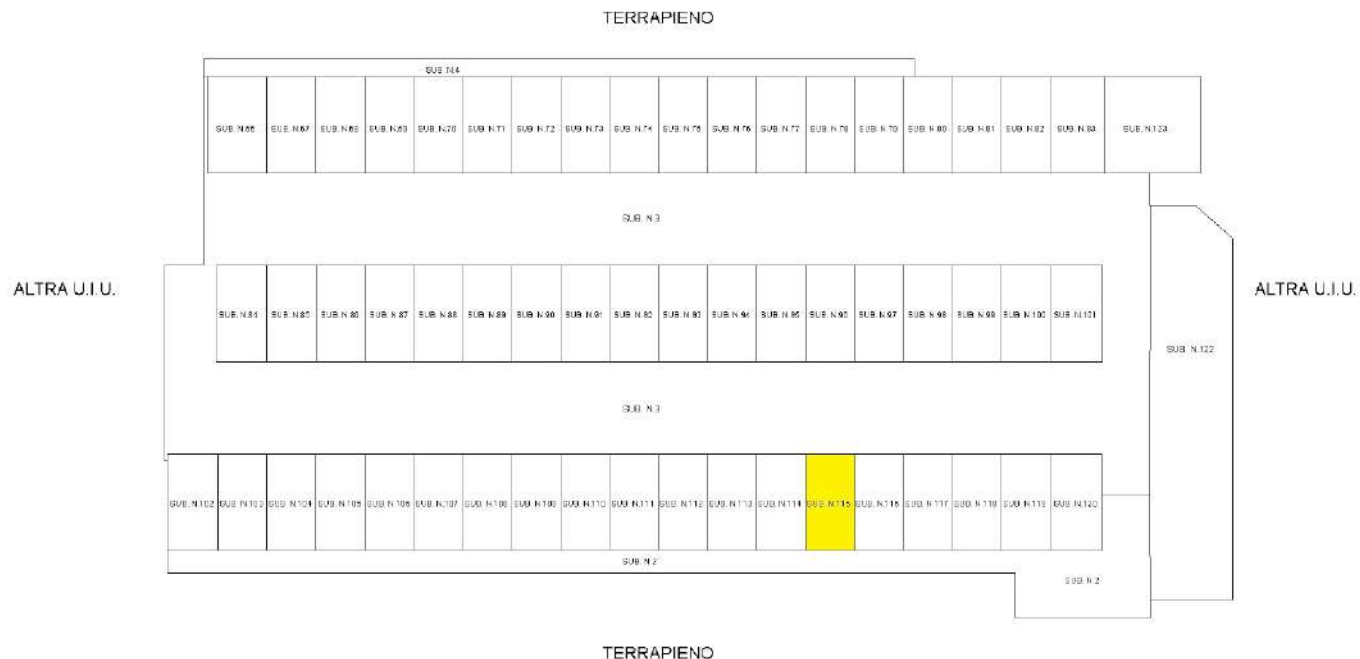 TERRAPIENO
SUB. N.4
SUB. N.66 SUB. N.67 SUB. N.68 SUB. N.69 SUB. N.70 SUB. N.71 SUB. N.72 SUB. N.73 SUB. N.74 SUB. N.75 SUB. N.76 SUB. N.77 SUB. N.78 SUB. N.79 SUB. N.80 SUB. N.81 SUB. N.82 SUB. N.83 SUB. N.123
SUB. N.3
ALTRA U.I.U.
ALTRA U.I.U.
SUB. N.84 SUB. N.85 SUB. N.86 SUB. N.87 SUB. N.88 SUB. N.89 SUB. N.90 SUB. N.91 SUB. N.92 SUB. N.93 SUB. N.94 SUB. N.95 SUB. N.96 SUB. N.97 SUB. N.98 SUB. N.99 SUB. N.100 SUB. N.101
SUB. N.122
SUB. N.3
SUB. N.102 SUB. N.103 SUB. N.104 SUB. N.105 SUB. N.106 SUB. N.107 SUB. N.108 SUB. N.109 SUB. N.110 SUB. N.111 SUB. N.112 SUB. N.113 SUB. N.114 SUB. N.115 SUB. N.116 SUB. N.117 SUB. N.118 SUB. N.119 SUB. N.120
SUB. N.2
SUB. N.2
TERRAPIENO